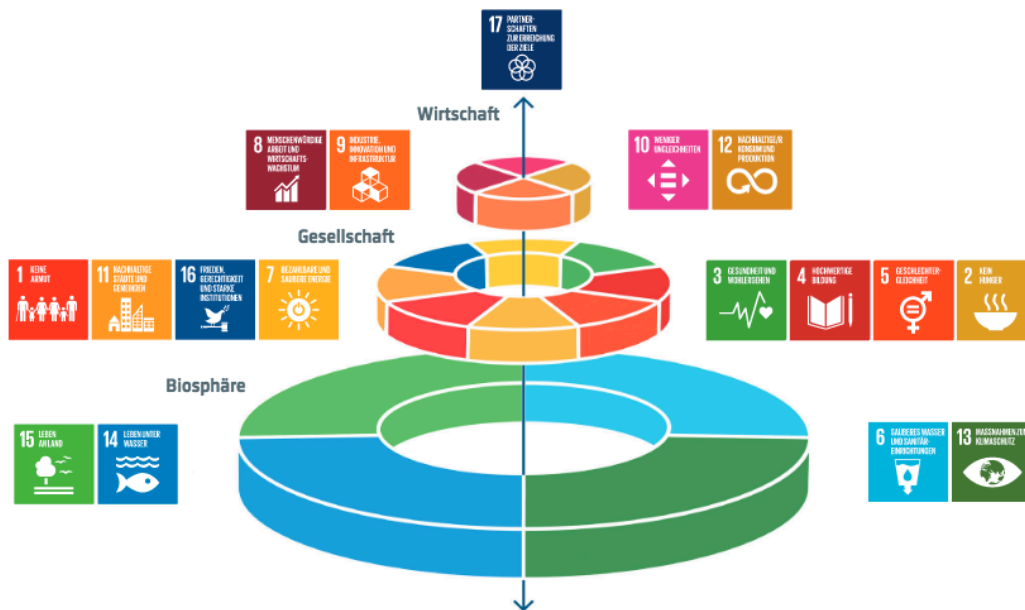 17 PARTNER-
SCHAFTEN
ZUR ERREICHUNG
DER ZIELE
Wirtschaft
8 MENSCHENWÜRDIGE
ARBEIT UND
WIRTSCHAFTS-
WACHSTUM
9 INDUSTRIE,
INNOVATION UND
INFRASTRUKTUR
10 WENIGER
UNGLEICHHEITEN
12 NACHHALTIGE/R
KONSUM UND
PRODUKTION
Gesellschaft
1 KEINE
ARMUT
11 NACHHALTIGE
STÄDTE UND
GEMEINDEN
16 FRIEDEN,
GERECHTIGKEIT
UND STARKE
INSTITUTIONEN
7 BEZAHLBARE UND
SAUBERE ENERGIE
3 GESUNDHEIT UND
WOHLERGEHEN
4 HOCHWERTIGE
BILDUNG
5 GESCHLECHTER-
GLEICHHEIT
2 KEIN
HUNGER
Biosphäre
15 LEBEN
AN LAND
14 LEBEN UNTER
WASSER
6 SAUBERES WASSER
UND SANITÄR-
EINRICHTUNGEN
13 MASSNAHMEN ZUM
KLIMASCHUTZ